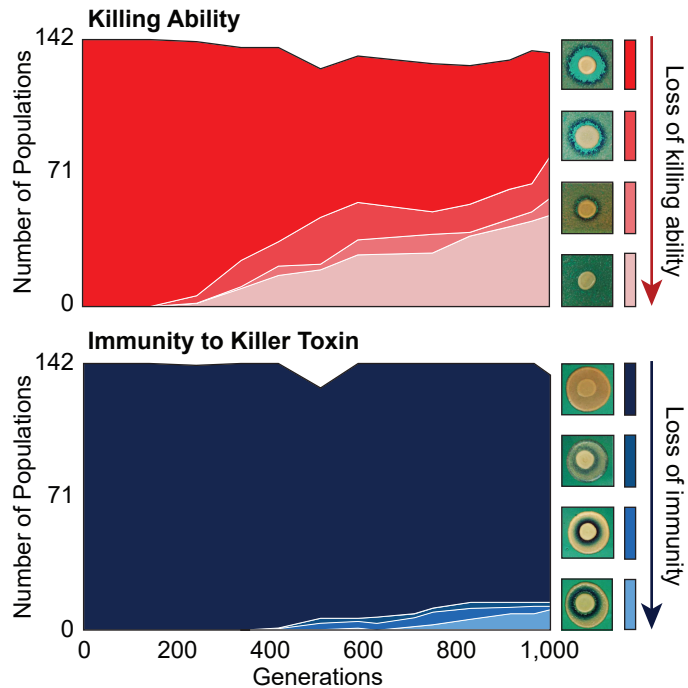 Killing Ability
142
71
0
Number of Populations
Loss of killing ability
Immunity to Killer Toxin
142
71
0
Number of Populations
Loss of immunity
0 200 400 600 800 1,000
Generations